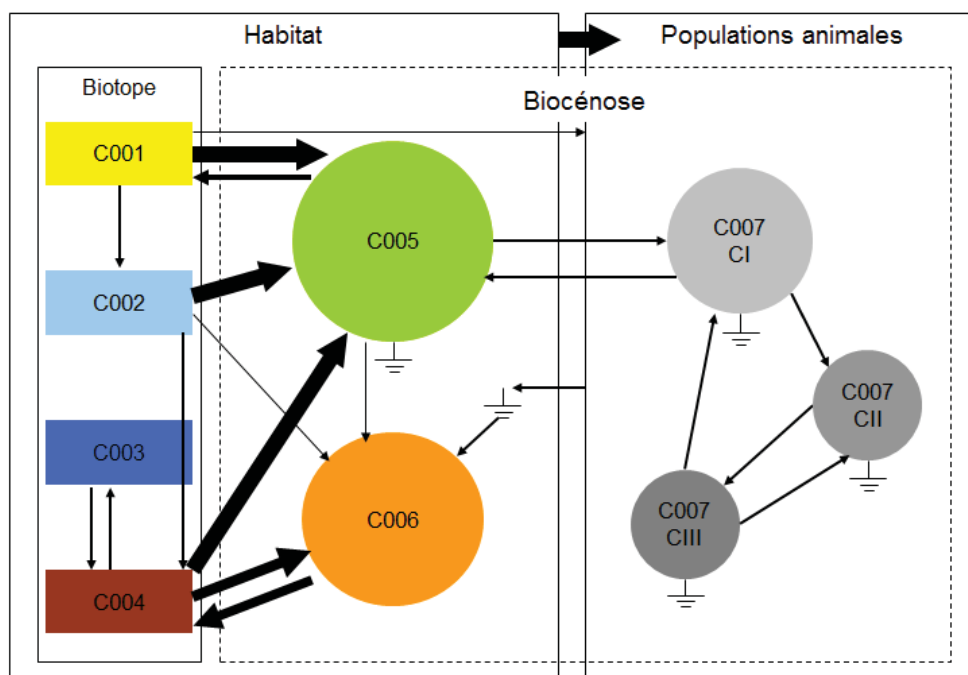 Habitat
Populations animales
Biotope
Biocénose
C001
C005
C007
CI
C002
C007
CII
C003
C006
C007
CIII
C004